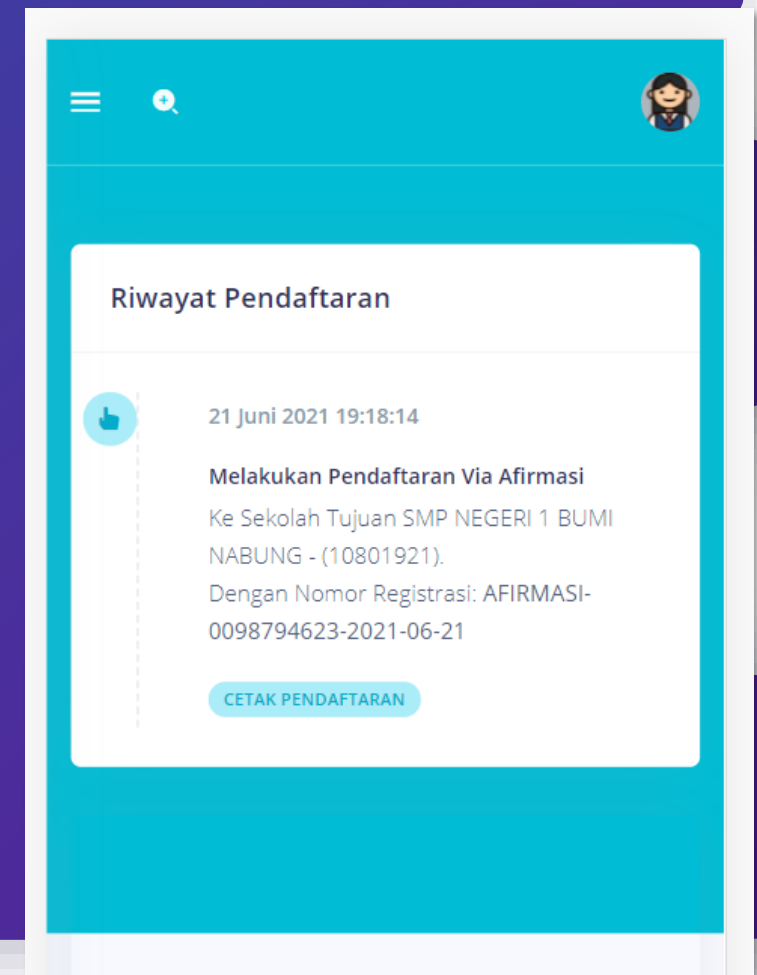 Riwayat Pendaftaran
21 Juni 2021 19:18:14
Melakukan Pendaftaran Via Afirmasi
Ke Sekolah Tujuan SMP NEGERI 1 BUMI
NABUNG - (10801921).
Dengan Nomor Registrasi: AFIRMASI-
0098794623-2021-06-21
CETAK PENDAFTARAN